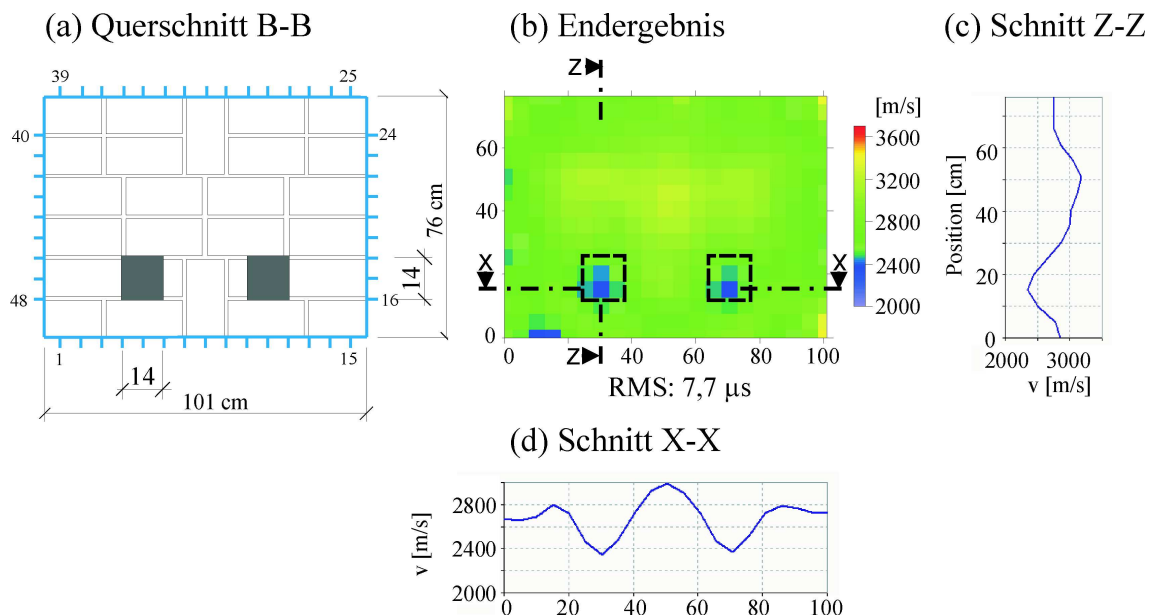 (a) Querschnitt B-B
39
25
40
24
48
16
1
15
76 cm
14
14
101 cm
(b) Endergebnis
z
z
x
x
60
40
20
0
0
20
40
60
80
100
[m/s]
3600
3200
2800
2400
2000
RMS: 7,7 µs
(c) Schnitt Z-Z
Position [cm]
60
40
20
0
2000
3000
v [m/s]
(d) Schnitt X-X
v [m/s]
2800
2400
2000
0
20
40
60
80
100